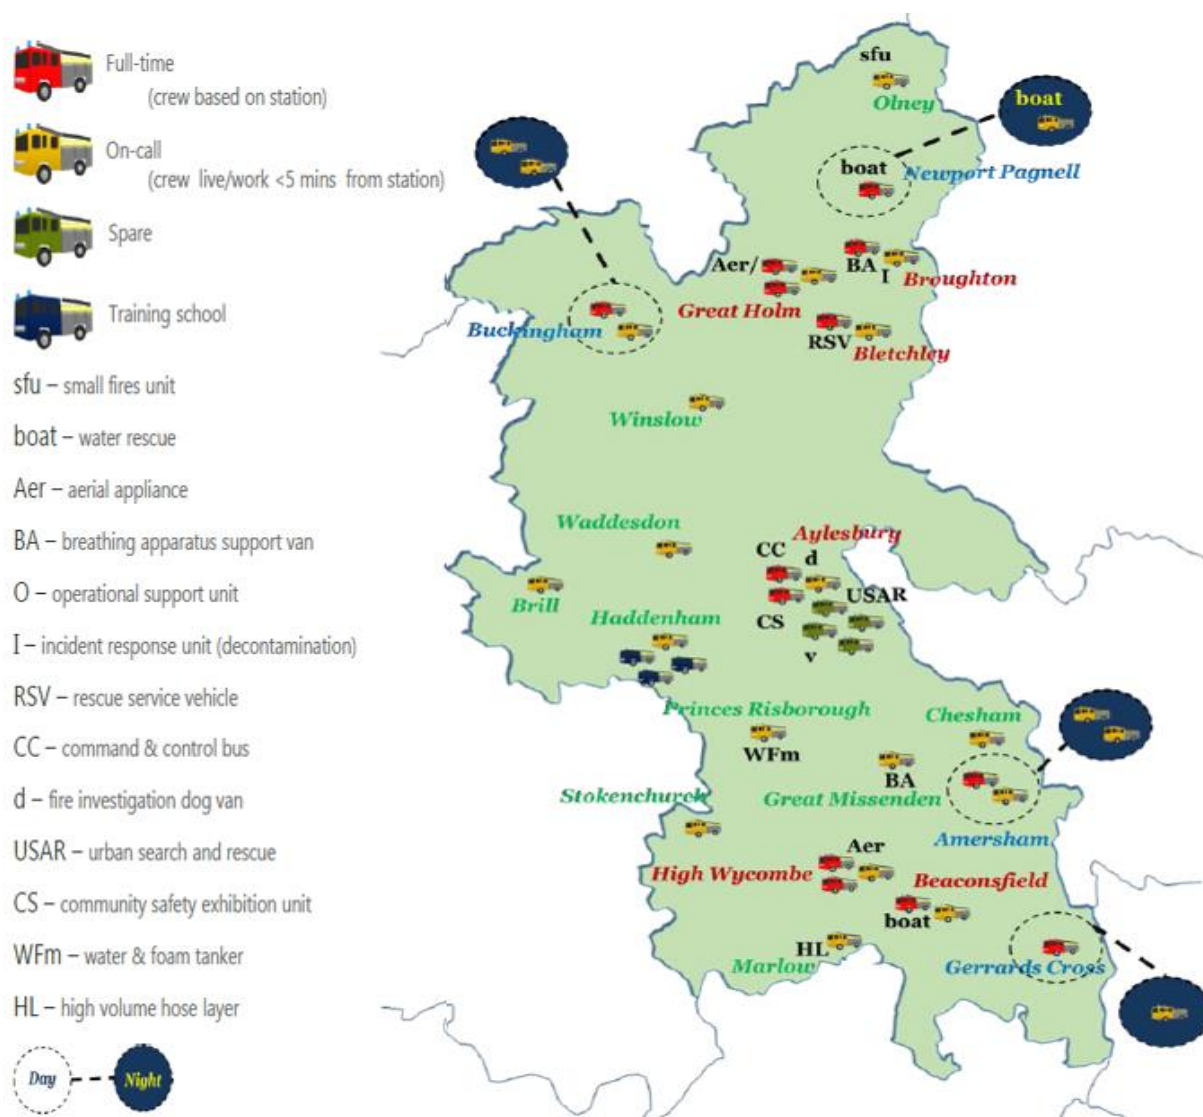 Full-time
(crew based on station)
On-call
(crew live/work <5 mins from station)
Spare
Training school
sfu – small fires unit
boat – water rescue
Aer – aerial appliance
BA – breathing apparatus support van
O – operational support unit
I – incident response unit (decontamination)
RSV – rescue service vehicle
CC – command & control bus
d – fire investigation dog van
USAR – urban search and rescue
CS – community safety exhibition unit
WFm – water & foam tanker
HL – high volume hose layer
Day
Night
sfu
Olney
boat
boat
Newport Pagnell
Aer/
BA
I
Broughton
Great Holm
Buckingham
RSV
Bletchley
Winslow
Waddesdon
Aylesbury
CC
d
Brill
USAR
Haddenham
CS
v
Princes Risborough
Chesham
WFm
BA
Stokenchurch
Great Missenden
Amersham
Aer
High Wycombe
Beaconsfield
boat
HL
Marlow
Gerrards Cross